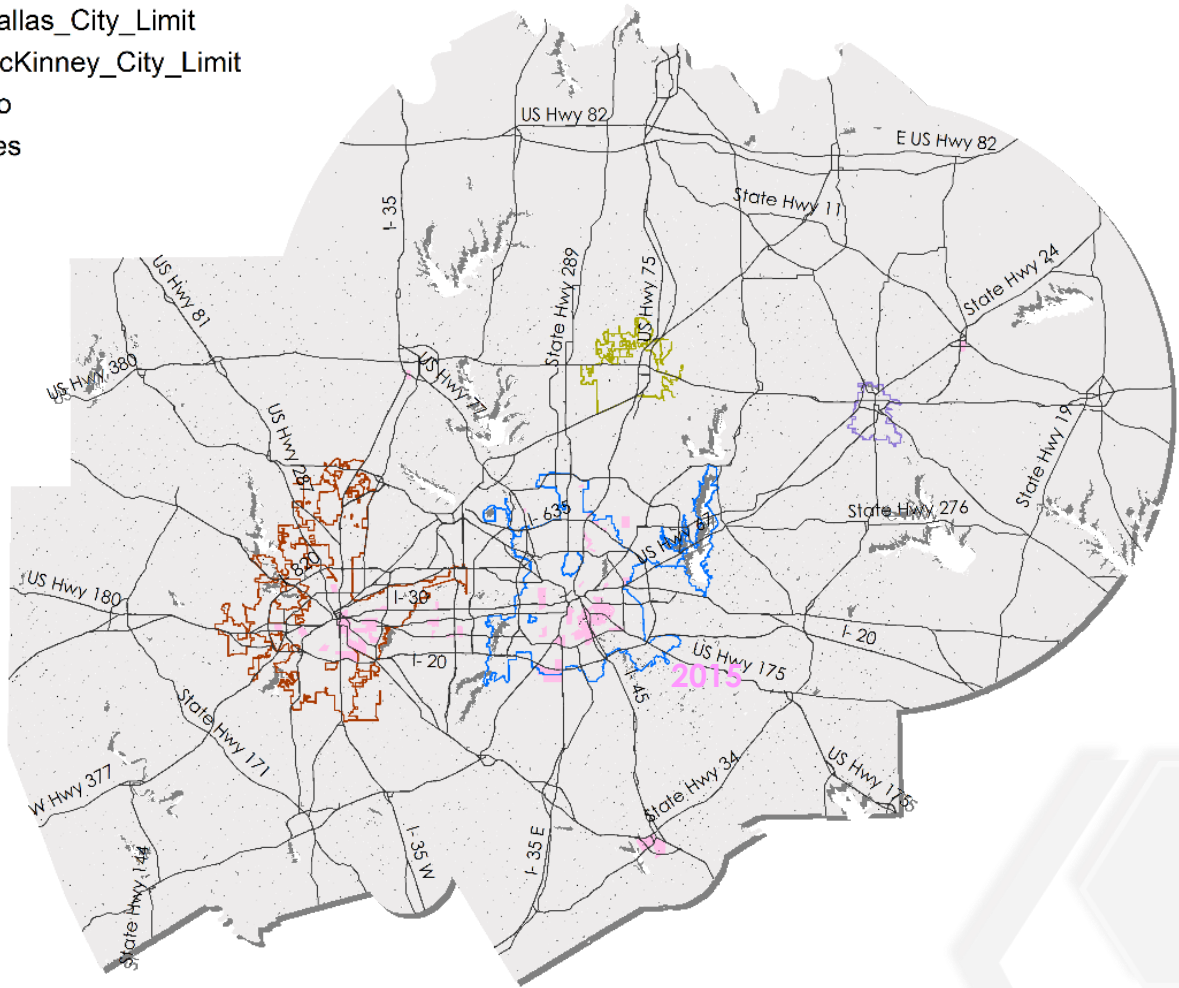 allas_City_Limit
cKinney_City_Limit
o
es
US Hwy 82
E US Hwy 82
State Hwy 11
I- 35
State Hwy 24
US Hwy 81
State Hwy 289
US Hwy 75
US Hwy 380
US Hwy 77
US Hwy 287
State Hwy 19
State Hwy 276
I- 635
US Hwy 67
I- 820
US Hwy 180
I- 30
I- 20
I- 20
US Hwy 175
2015
I- 45
State Hwy 171
W Hwy 377
State Hwy 34
US Hwy 175
I- 35 W
I- 35 E
State Hwy 144